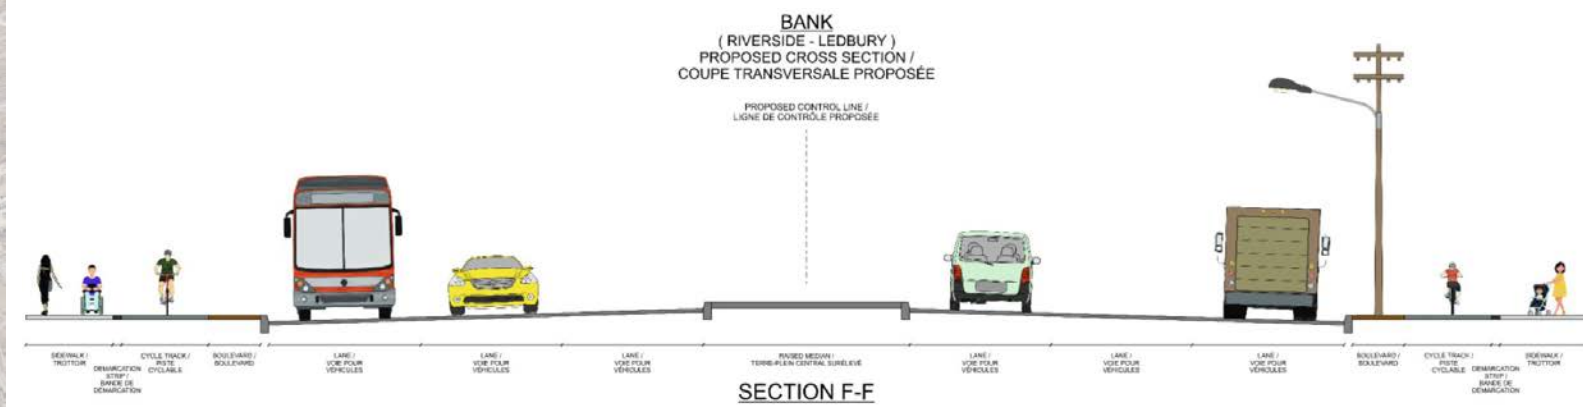 BANK
( RIVERSIDE - LEDBURY )
PROPOSED CROSS SECTION /
COUPE TRANSVERSALE PROPOSÉE
PROPOSED CONTROL LINE /
LIGNE DE CONTRÔLE PROPOSÉE
SIDEWALK /
TROTTOIR
DEMARCATION
STRIP /
BANDE DE
DÉMARCATION
CYCLE TRACK /
PISTE
CYCLABLE
BOULEVARD /
BOULEVARD
LANE /
VOIE POUR
VÉHICULES
LANE /
VOIE POUR
VÉHICULES
LANE /
VOIE POUR
VÉHICULES
RAISED MEDIAN /
TERRE-PLEIN CENTRAL SURÉLEVÉ
LANE /
VOIE POUR
VÉHICULES
LANE /
VOIE POUR
VÉHICULES
LANE /
VOIE POUR
VÉHICULES
BOULEVARD /
BOULEVARD
CYCLE TRACK /
PISTE
CYCLABLE
DEMARCATION
STRIP /
BANDE DE
DÉMARCATION
SIDEWALK /
TROTTOIR
SECTION F-F